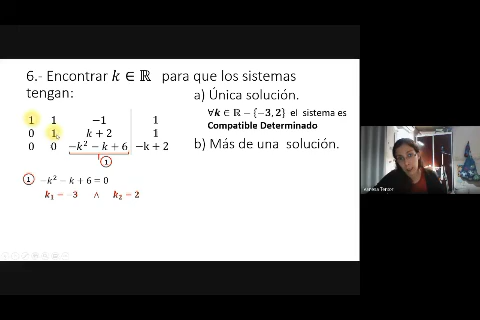 6.- Encontrar k ∈ ℝ para que los sistemas
tengan:
a) Única solución.
1 1 −1 1
0 1 k + 2 1
0 0 −k² − k + 6 −k + 2
1
∀k ∈ ℝ − {−3, 2} el sistema es
Compatible Determinado
b) Más de una solución.
1 −k² − k + 6 = 0
k₁ = −3 ∧ k₂ = 2
Vanesa Tenser